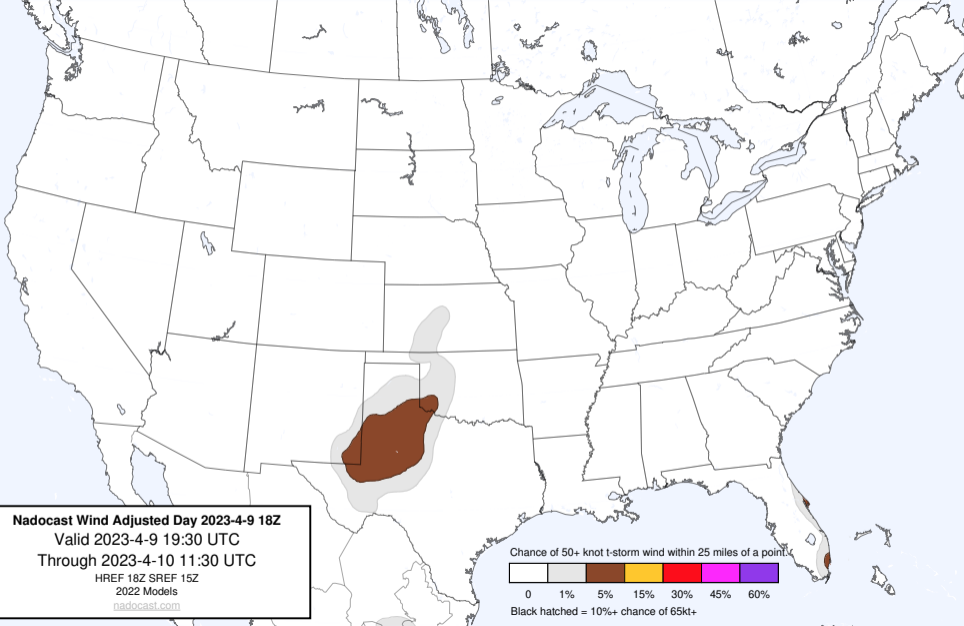 Nadocast Wind Adjusted Day 2023-4-9 18Z
Valid 2023-4-9 19:30 UTC
Through 2023-4-10 11:30 UTC
HREF 18Z SREF 15Z
2022 Models
nadocast.com
Chance of 50+ knot t-storm wind within 25 miles of a point.
0 1% 5% 15% 30% 45% 60%
Black hatched = 10%+ chance of 65kt+